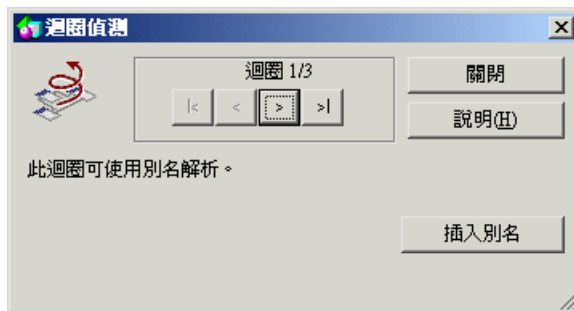 迴圈偵測
迴圈 1/3
|< < > >|
關閉
說明(H)
此迴圈可使用別名解析。
插入別名